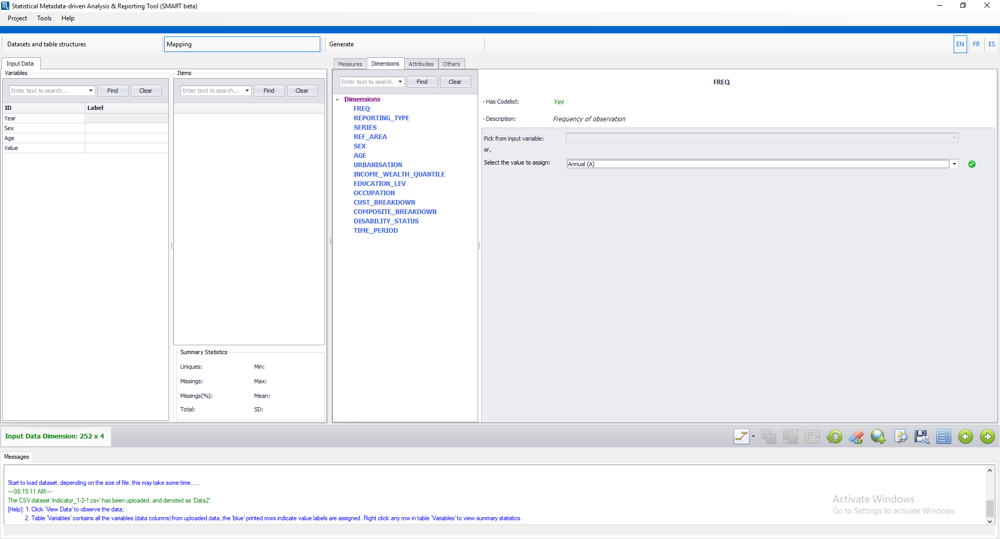 Statistical Metadata-driven Analysis & Reporting Tool (SMART beta)
Project Tools Help
Datasets and table structures Mapping Generate EN FR ES
Input Data
Variables
Enter text to search... Find Clear
ID Label
Year
Sex
Age
Value
Items
Enter text to search... Find Clear
Summary Statistics
Uniques: Min:
Missings: Max:
Missings(%): Mean:
Total: SD:
Measures Dimensions Attributes Others
Enter text to search. Find Clear
Dimensions
FREQ
REPORTING_TYPE
SERIES
REF_AREA
SEX
AGE
URBANISATION
INCOME_WEALTH_QUANTILE
EDUCATION_LEV
OCCUPATION
CUST_BREAKDOWN
COMPOSITE_BREAKDOWN
DISABILITY_STATUS
TIME_PERIOD
FREQ
- Has Codelist: Yes
- Description: Frequency of observation
Pick from input variable:
or,
Select the value to assign: Annual (A)
Input Data Dimension: 252 x 4
Messages
Start to load dataset, depending on the size of file, this may take some time......
----08:15:11 AM----
The CSV dataset 'indicator_1-2-1.csv' has been uploaded, and denoted as 'Data2'.
[Help]: 1. Click 'View Data' to observe the data;
2. Table 'Variables' contains all the variables (data columns) from uploaded data, the 'blue' printed rows indicate value labels are assigned. Right click any row in table 'Variables' to view summary statistics.
Activate Windows
Go to Settings to activate Windows.